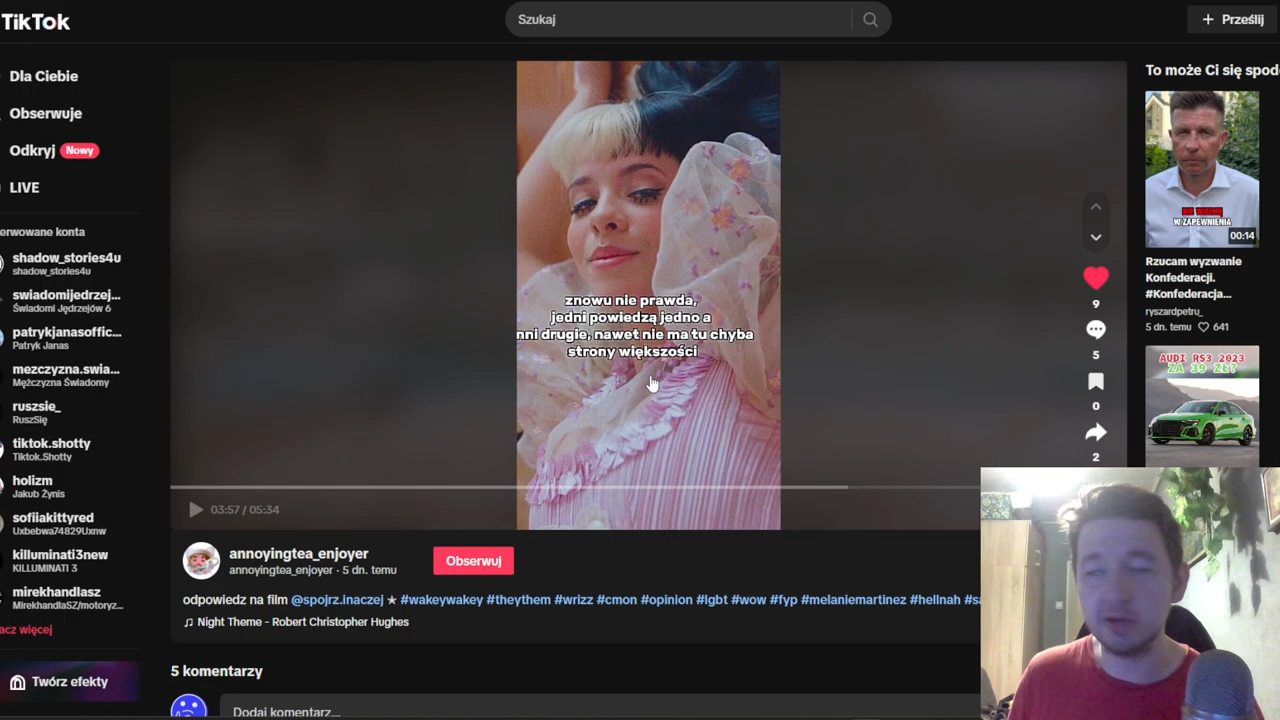 TikTok
Szukaj
Prześlij
Dla Ciebie
Obserwuje
Odkryj Nowy
LIVE
erwowane konta
shadow_stories4u
shadow_stories4u
swiadomijedrzej...
Świadomi Jędrzejów 6
patrykjanasoffic...
Patryk Janas
mezczyzna.swia...
Mężczyzna Świadomy
ruszsie_
RuszSię
tiktok.shotty
Tiktok.Shotty
holizm
Jakub Żynis
sofiiakittyred
Uxbebwa74829Uxnw
killuminati3new
KILLUMINATI 3
mirekhandlasz
MirekhandlaSZ/motoryz...
acz więcej
Twórz efekty
znowu nie prawda,
jedni powiedzą jedno a
nni drugie, nawet nie ma tu chyba
strony większości
9
5
0
2
03:57 / 05:34
annoyingtea_enjoyer
annoyingtea_enjoyer · 5 dn. temu
Obserwuj
odpowiedz na film @spojrz.inaczej ★ #wakeywakey #theythem #wrizz #cmon #opinion #lgbt #wow #fyp #melaniemartinez #hellnah #sa
♫ Night Theme - Robert Christopher Hughes
5 komentarzy
Dodaj komentarz...
To może Ci się spod
W ZAPEWNIENIA
00:14
Rzucam wyzwanie
Konfederacji.
#Konfederacja...
ryszardpetru_
5 dn. temu 641
AUDI RS3 2023
ZA 39 ZŁ?